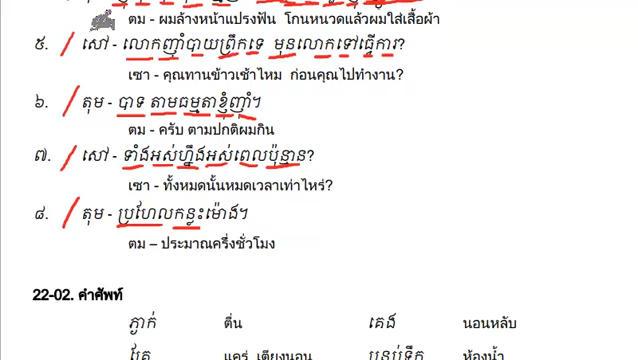 តម - ผมล้างหน้าแปรงฟัน โกนหนวดแล้วผมใส่เสื้อผ้า
៥. សៅ - លោកញ៉ាំបាយព្រឹកទេ មុនលោកទៅធ្វើការ?
เซา - คุณทานข้าวเช้าไหม ก่อนคุณไปทำงาน?
៦. តុម - បាទ តាមធម្មតាខ្ញុំញ៉ាំ។
ตม - ครับ ตามปกติผมกิน
៧. សៅ - ទាំងអស់ហ្នឹងអស់ពេលប៉ុន្មាន?
เซา - ทั้งหมดนั้นหมดเวลาเท่าไหร่?
៨. តុម - ប្រហែលកន្លះម៉ោង។
ตม – ประมาณครึ่งชั่วโมง
22-02. คำศัพท์
ភ្ងាក់ ตื่น គេង นอนหลับ
គ្រែ แคร่ เตียงนอน បន្ទប់ទឹក ห้องน้ำ